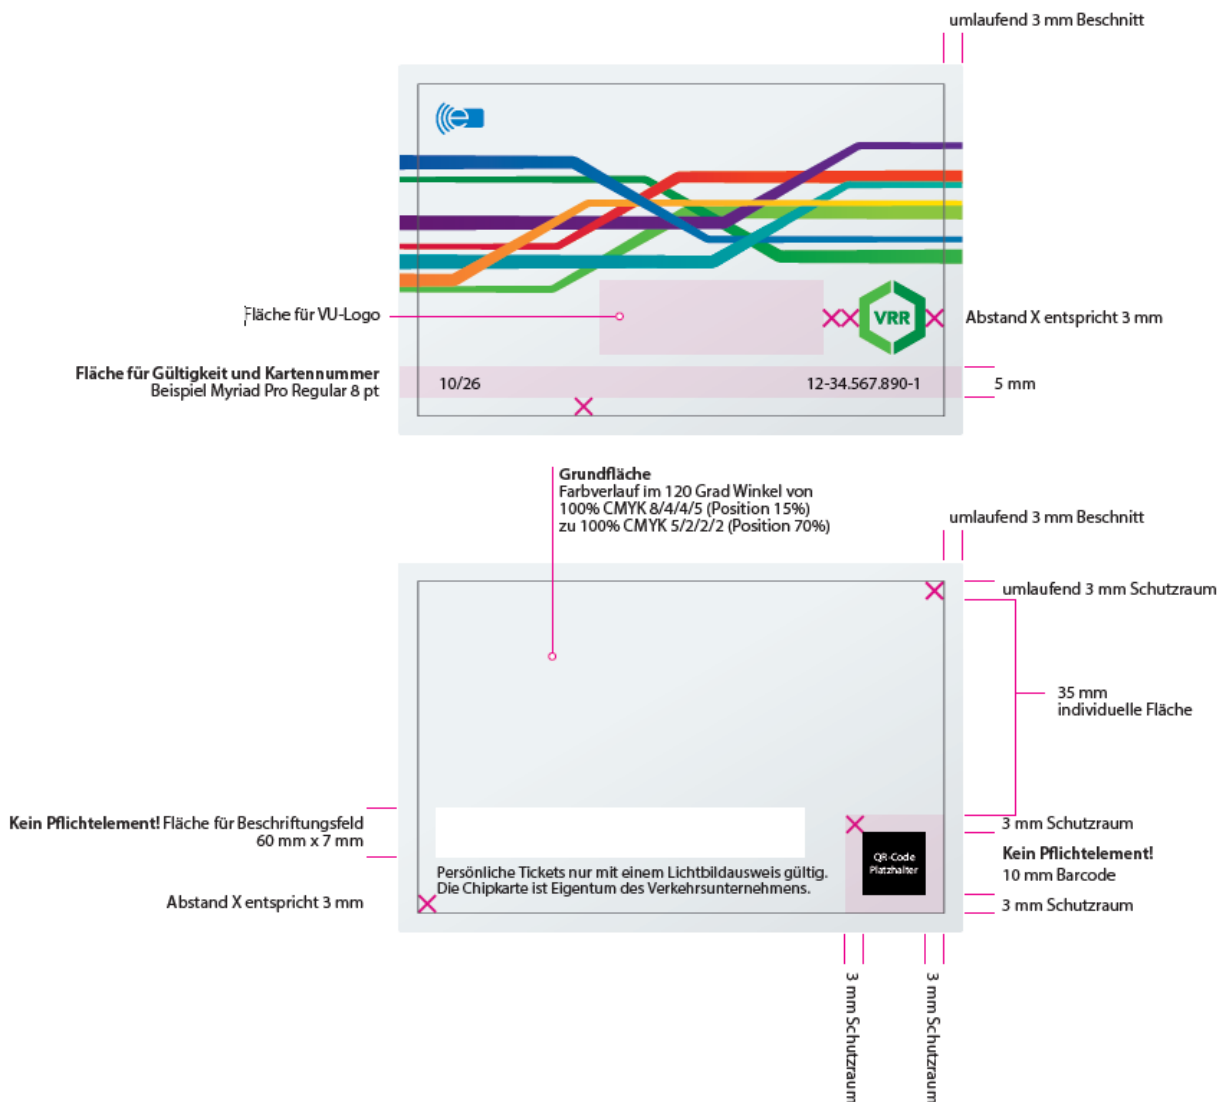 umlaufend 3 mm Beschnitt
e
Fläche für VU-Logo
VRR
Abstand X entspricht 3 mm
Fläche für Gültigkeit und Kartennummer
Beispiel Myriad Pro Regular 8 pt
10/26
12-34.567.890-1
5 mm
Grundfläche
Farbverlauf im 120 Grad Winkel von
100% CMYK 8/4/4/5 (Position 15%)
zu 100% CMYK 5/2/2/2 (Position 70%)
umlaufend 3 mm Beschnitt
umlaufend 3 mm Schutzraum
35 mm
individuelle Fläche
Kein Pflichtelement! Fläche für Beschriftungsfeld
60 mm x 7 mm
3 mm Schutzraum
QR-Code
Platzhalter
Kein Pflichtelement!
10 mm Barcode
Persönliche Tickets nur mit einem Lichtbildausweis gültig.
Die Chipkarte ist Eigentum des Verkehrsunternehmens.
Abstand X entspricht 3 mm
3 mm Schutzraum
3 mm Schutzraum
3 mm Schutzraum